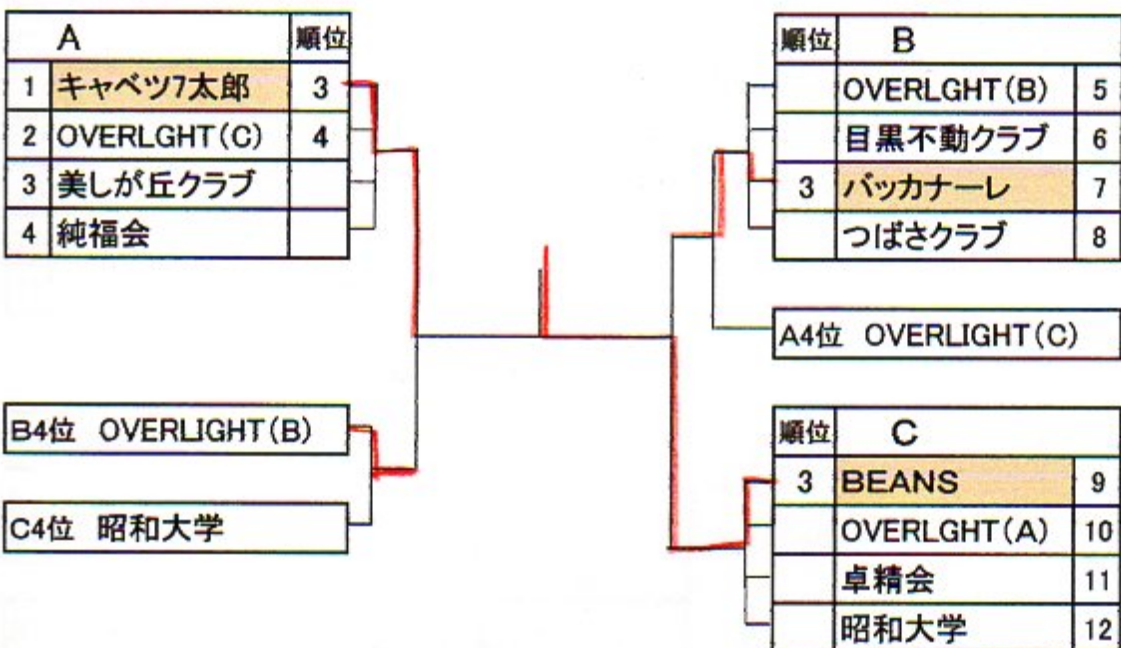 A 順位
1 キャベツ7太郎 3
2 OVERLGHT(C) 4
3 美しが丘クラブ
4 純福会
B4位 OVERLIGHT(B)
C4位 昭和大学
順位 B
OVERLGHT(B) 5
目黒不動クラブ 6
3 バッカナーレ 7
つばさクラブ 8
A4位 OVERLIGHT(C)
順位 C
3 BEANS 9
OVERLGHT(A) 10
卓精会 11
昭和大学 12